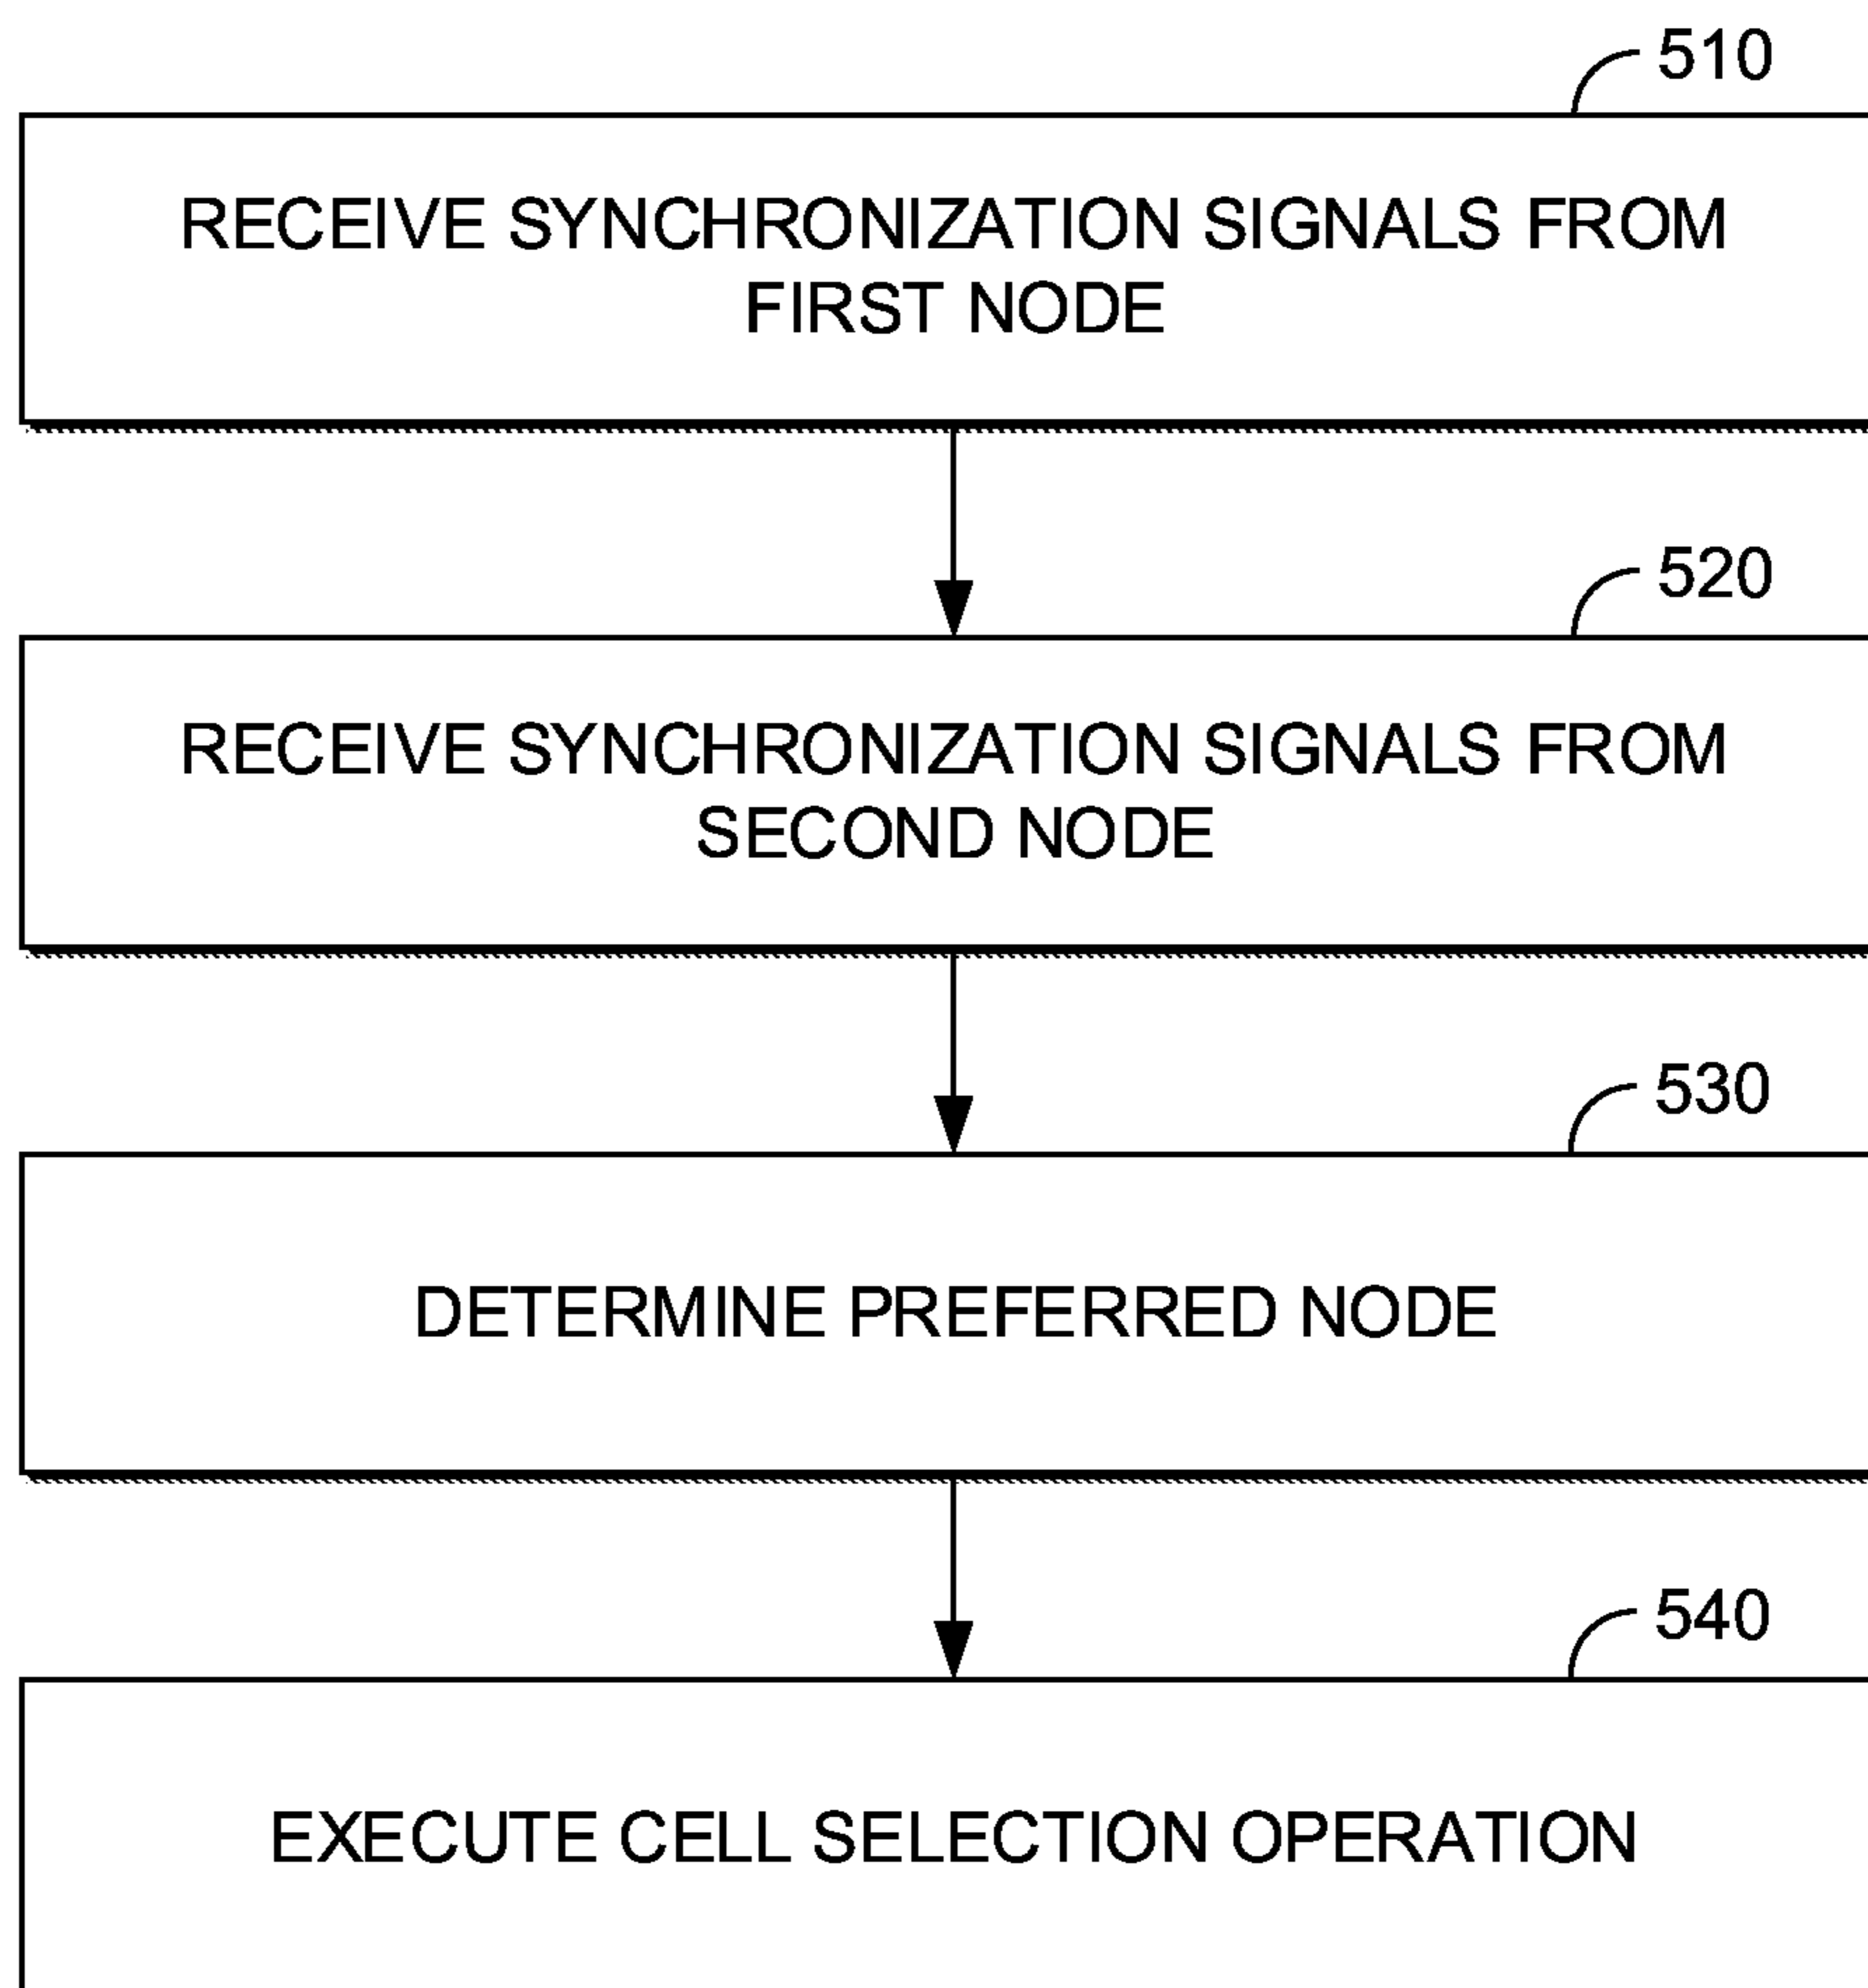 510
RECEIVE SYNCHRONIZATION SIGNALS FROM
FIRST NODE
520
RECEIVE SYNCHRONIZATION SIGNALS FROM
SECOND NODE
530
DETERMINE PREFERRED NODE
540
EXECUTE CELL SELECTION OPERATION